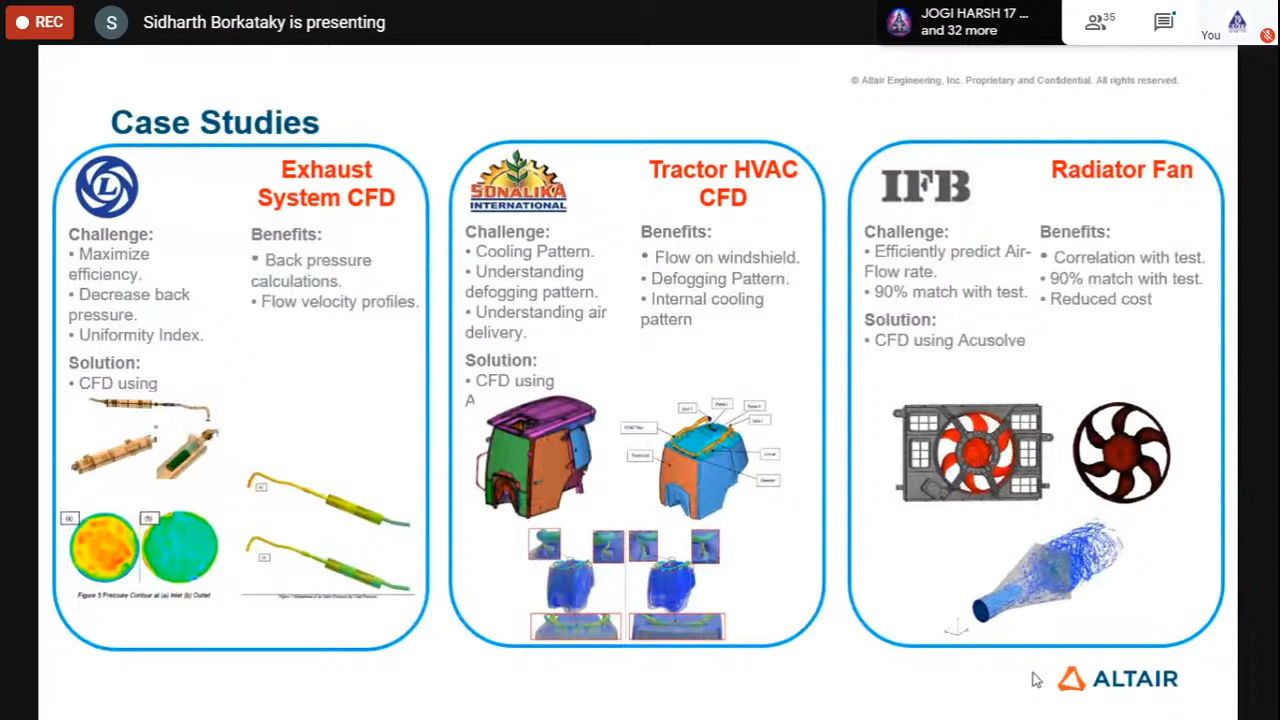 REC
S
Sidharth Borkataky is presenting
JOGI HARSH 17 ...
and 32 more
35
You
© Altair Engineering, Inc. Proprietary and Confidential. All rights reserved.
Case Studies
L
Exhaust
System CFD
Challenge:
• Maximize
efficiency.
• Decrease back
pressure.
• Uniformity Index.
Solution:
• CFD using
Benefits:
• Back pressure
calculations.
• Flow velocity profiles.
(a)
(b)
Figure 5 Pressure Contour at (a) Inlet (b) Outlet
SONALIKA
INTERNATIONAL
Tractor HVAC
CFD
Challenge:
• Cooling Pattern.
• Understanding
defogging pattern.
• Understanding air
delivery.
Solution:
• CFD using
A
Benefits:
• Flow on windshield.
• Defogging Pattern.
• Internal cooling
pattern
IFB
Radiator Fan
Challenge:
• Efficiently predict Air-
Flow rate.
• 90% match with test.
Solution:
• CFD using Acusolve
Benefits:
• Correlation with test.
• 90% match with test.
• Reduced cost
ALTAIR